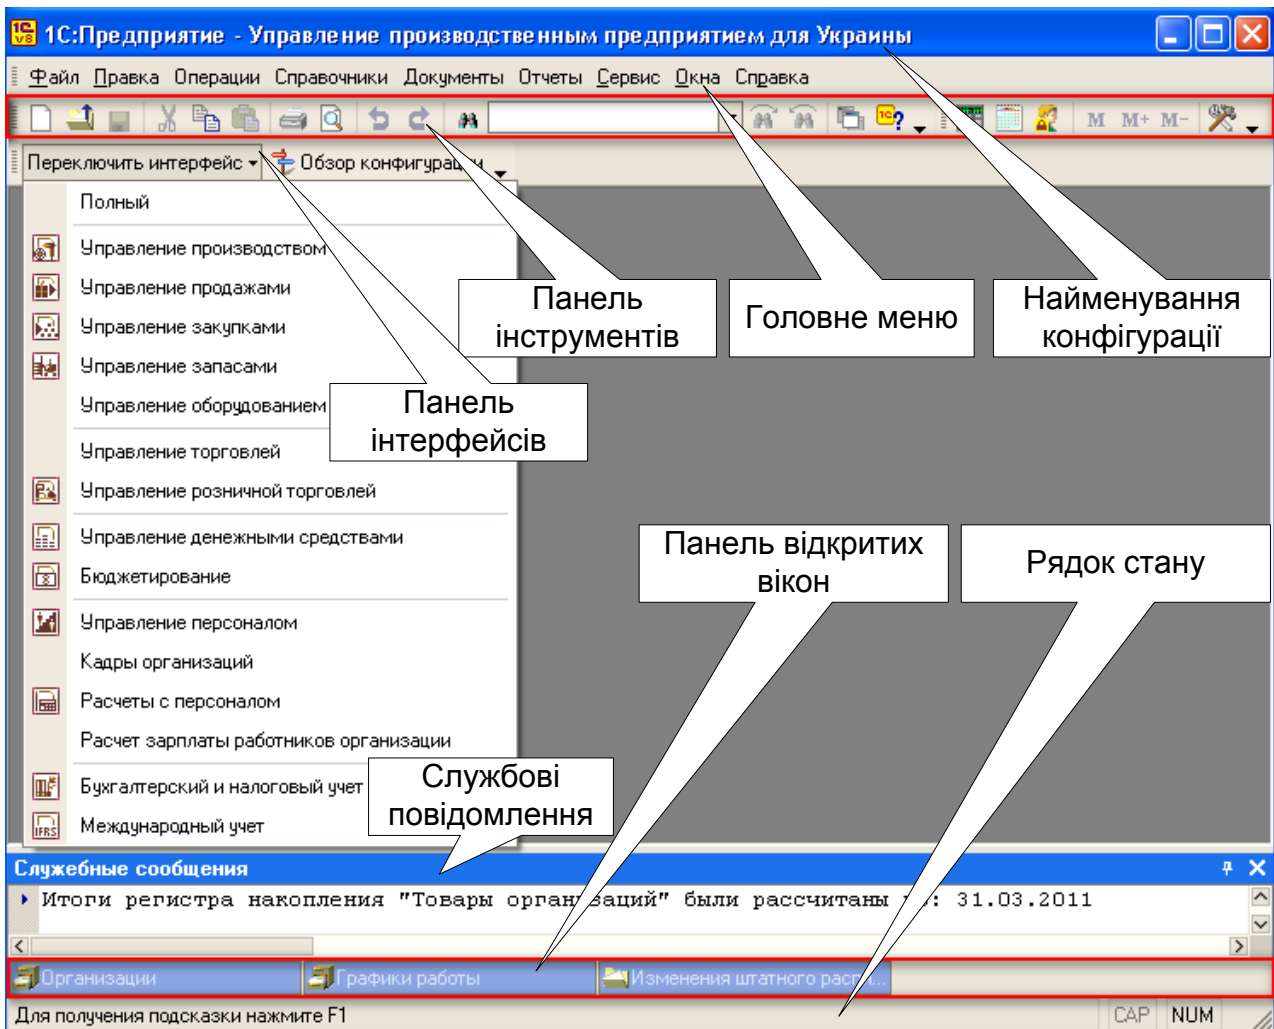 1С:Предприятие - Управление производственным предприятием для Украины
Файл Правка Операции Справочники Документы Отчеты Сервис Окна Справка
M M+ M-
Переключить интерфейс Обзор конфигурации
Полный
Управление производством
Управление продажами
Управление закупками
Управление запасами
Управление оборудованием
Управление торговлей
Управление розничной торговлей
Управление денежными средствами
Бюджетирование
Управление персоналом
Кадры организаций
Расчеты с персоналом
Расчет зарплаты работников организации
Бухгалтерский и налоговый учет
Международный учет
Панель
інструментів
Головне меню
Найменування
конфігурації
Панель
інтерфейсів
Панель відкритих
вікон
Рядок стану
Службові
повідомлення
Служебные сообщения
Итоги регистра накопления "Товары организаций" были рассчитаны 31.03.2011
Организации Графики работы Изменения штатного распи...
Для получения подсказки нажмите F1 CAP NUM